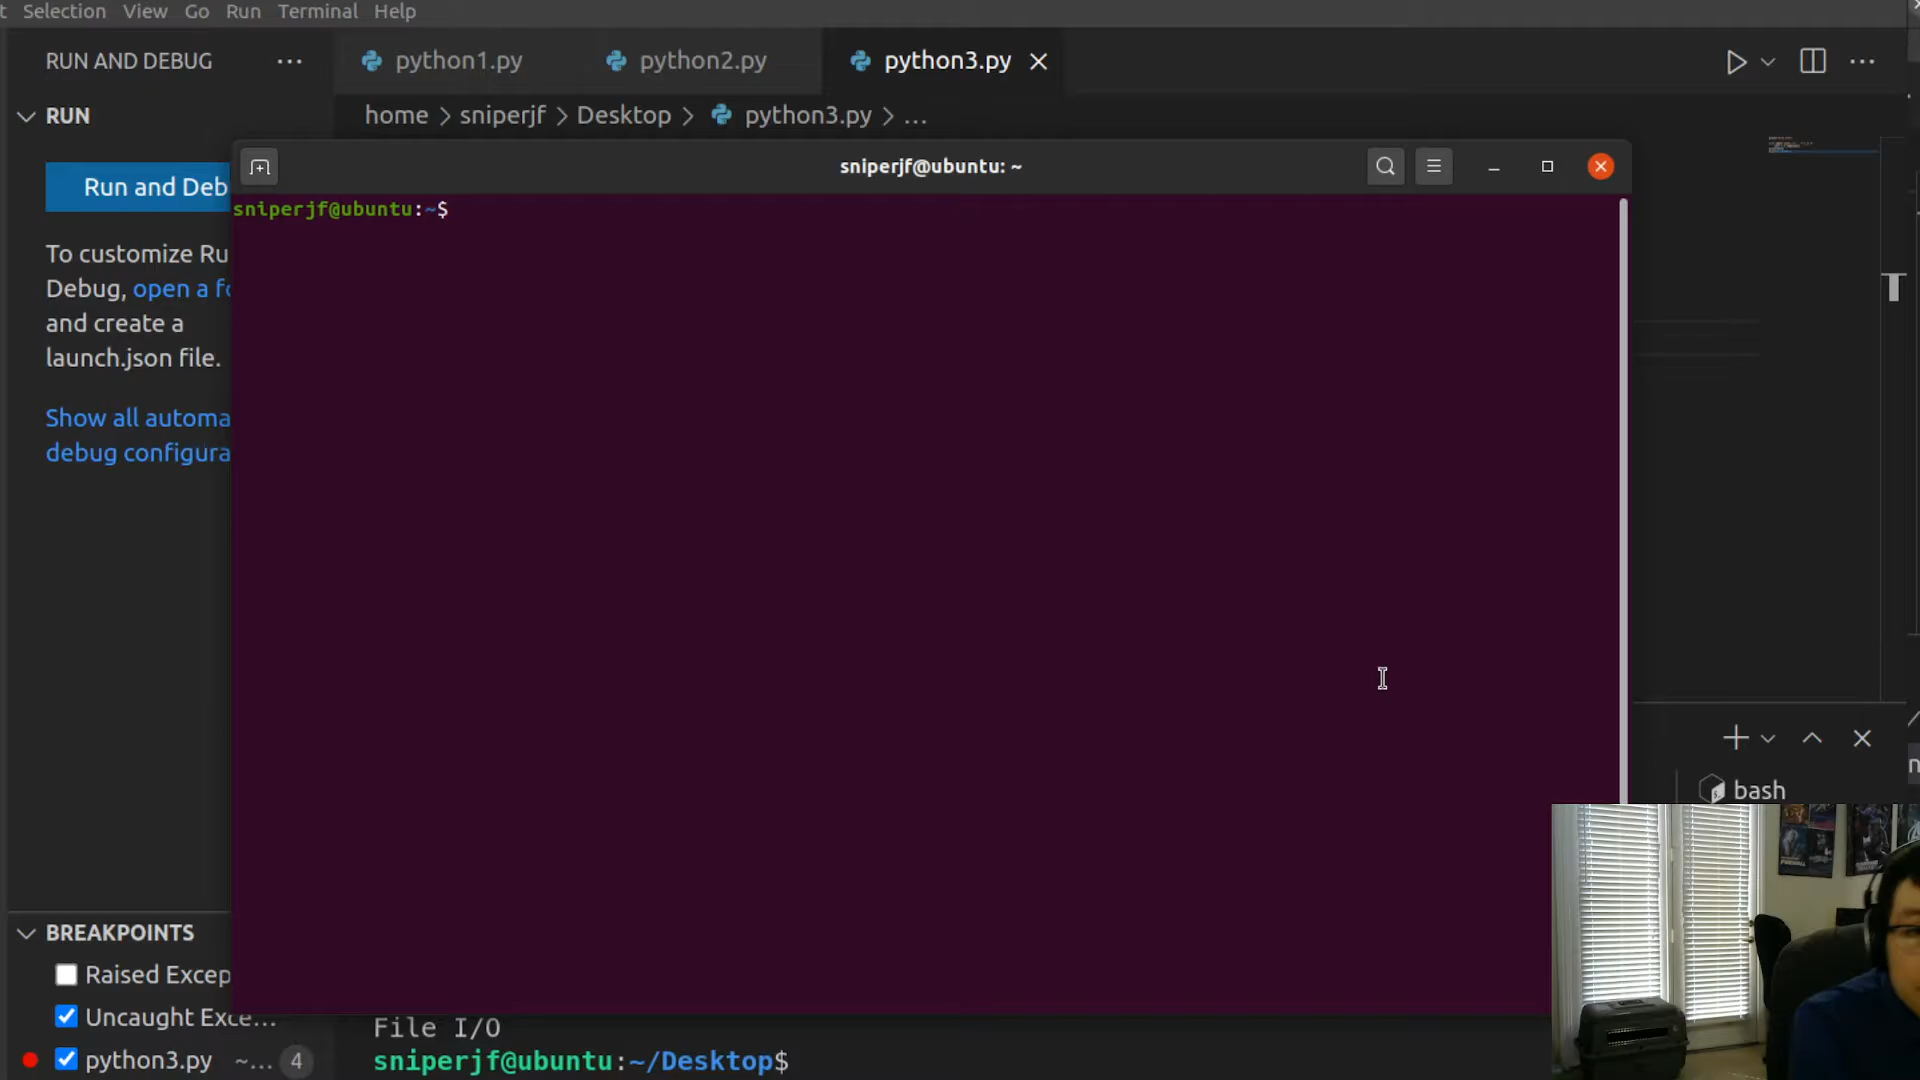 Selection View Go Run Terminal Help
RUN AND DEBUG
python1.py
python2.py
python3.py
RUN
home > sniperjf > Desktop > python3.py > ...
sniperjf@ubuntu: ~
Run and Deb
sniperjf@ubuntu:~$
To customize Ru
Debug, open a fo
and create a
launch.json file.
Show all automa
debug configura
bash
BREAKPOINTS
Raised Excep
Uncaught Exce...
python3.py ~... 4
File I/O
sniperjf@ubuntu:~/Desktop$